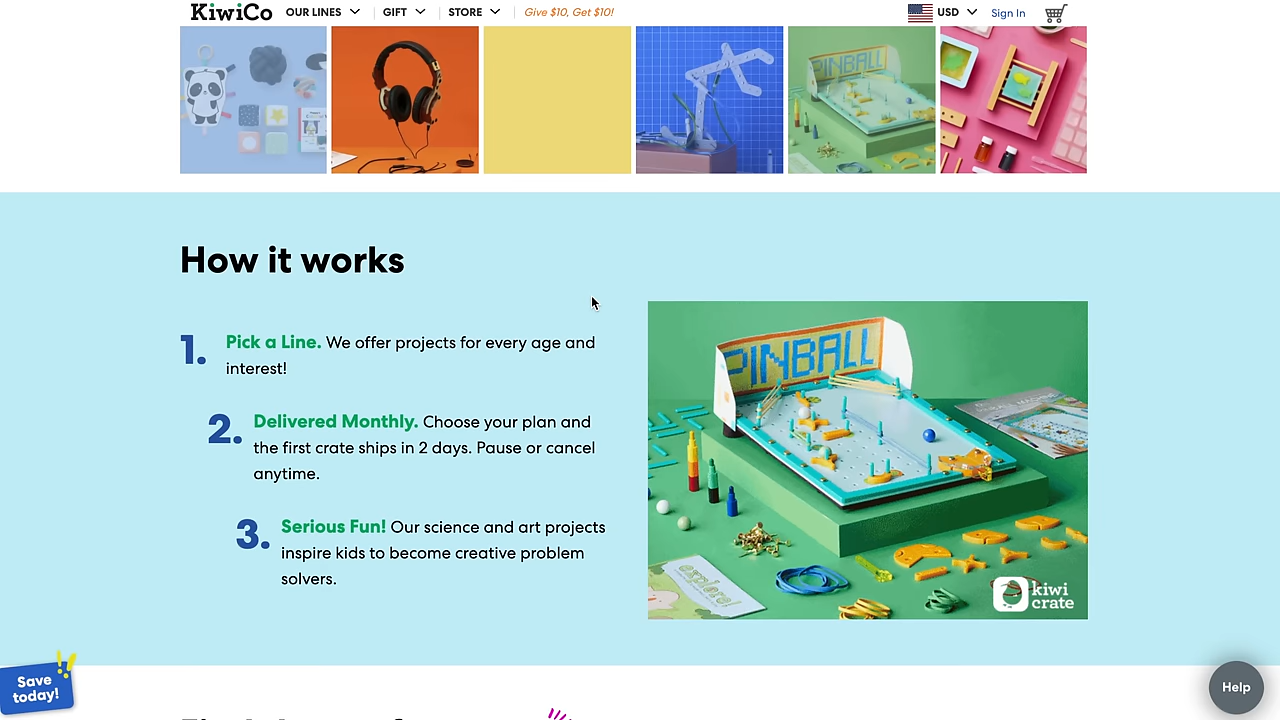 KiwiCo OUR LINES GIFT STORE Give $10, Get $10! USD Sign In
PINBALL
How it works
1. Pick a Line. We offer projects for every age and
interest!
2. Delivered Monthly. Choose your plan and
the first crate ships in 2 days. Pause or cancel
anytime.
3. Serious Fun! Our science and art projects
inspire kids to become creative problem
solvers.
PINBALL
explore!
kiwi
crate
Save
today!
Help